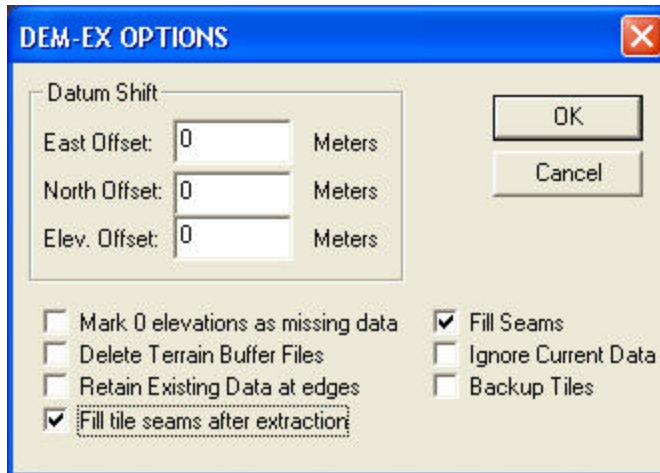 DEM-EX OPTIONS
Datum Shift
East Offset: 0 Meters
North Offset: 0 Meters
Elev. Offset: 0 Meters
OK
Cancel
Mark 0 elevations as missing data
Delete Terrain Buffer Files
Retain Existing Data at edges
Fill tile seams after extraction
Fill Seams
Ignore Current Data
Backup Tiles